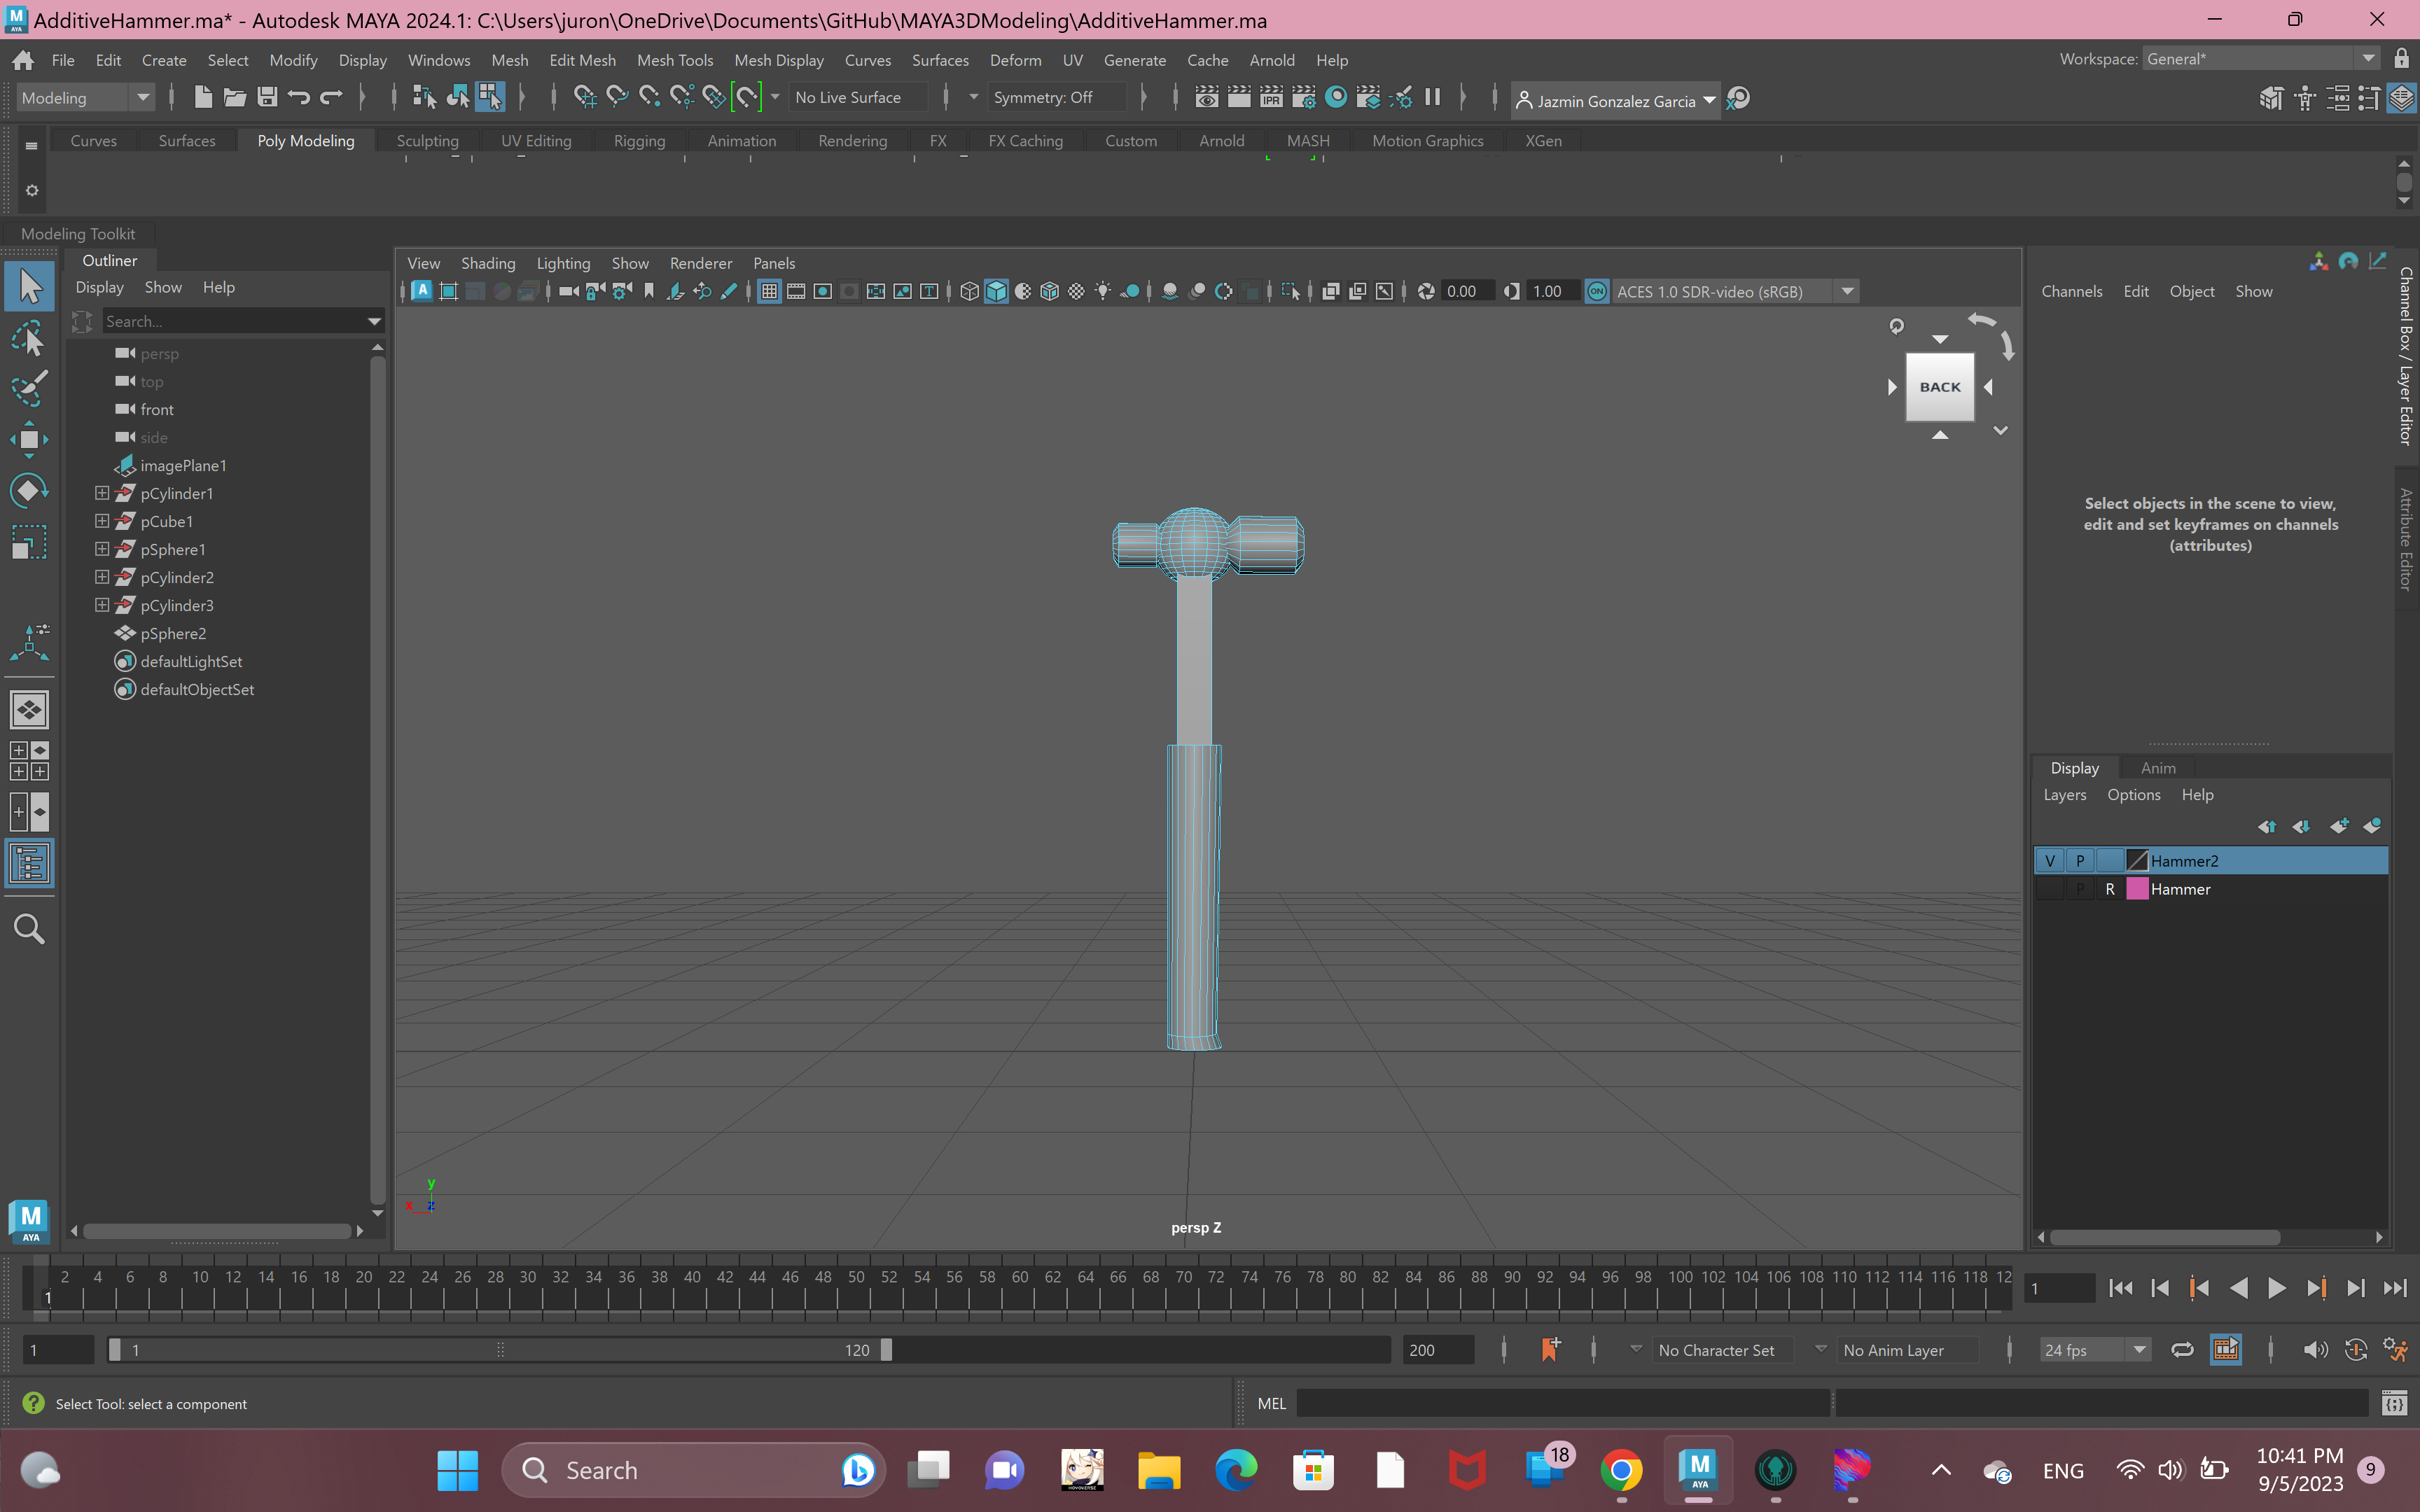 AdditiveHammer.ma* - Autodesk MAYA 2024.1: C:\Users\juron\OneDrive\Documents\GitHub\MAYA3DModeling\AdditiveHammer.ma
File Edit Create Select Modify Display Windows Mesh Edit Mesh Mesh Tools Mesh Display Curves Surfaces Deform UV Generate Cache Arnold Help
Workspace: General*
Modeling
No Live Surface
Symmetry: Off
IPR
Jazmin Gonzalez Garcia
Curves Surfaces Poly Modeling Sculpting UV Editing Rigging Animation Rendering FX FX Caching Custom Arnold MASH Motion Graphics XGen
Modeling Toolkit
Outliner
Display Show Help
Search...
persp
top
front
side
imagePlane1
pCylinder1
pCube1
pSphere1
pCylinder2
pCylinder3
pSphere2
defaultLightSet
defaultObjectSet
View Shading Lighting Show Renderer Panels
A
T
0.00
1.00
ON
ACES 1.0 SDR-video (sRGB)
BACK
y
x z
persp Z
Channels Edit Object Show
Select objects in the scene to view,
edit and set keyframes on channels
(attributes)
Channel Box / Layer Editor
Attribute Editor
Display Anim
Layers Options Help
V P Hammer2
P R Hammer
M
AYA
2 4 6 8 10 12 14 16 18 20 22 24 26 28 30 32 34 36 38 40 42 44 46 48 50 52 54 56 58 60 62 64 66 68 70 72 74 76 78 80 82 84 86 88 90 92 94 96 98 100 102 104 106 108 110 112 114 116 118 12
1
1
1
1
120
200
No Character Set
No Anim Layer
24 fps
Select Tool: select a component
MEL
Search
HOYOVERSE
18
M
AYA
ENG
10:41 PM
9/5/2023
9